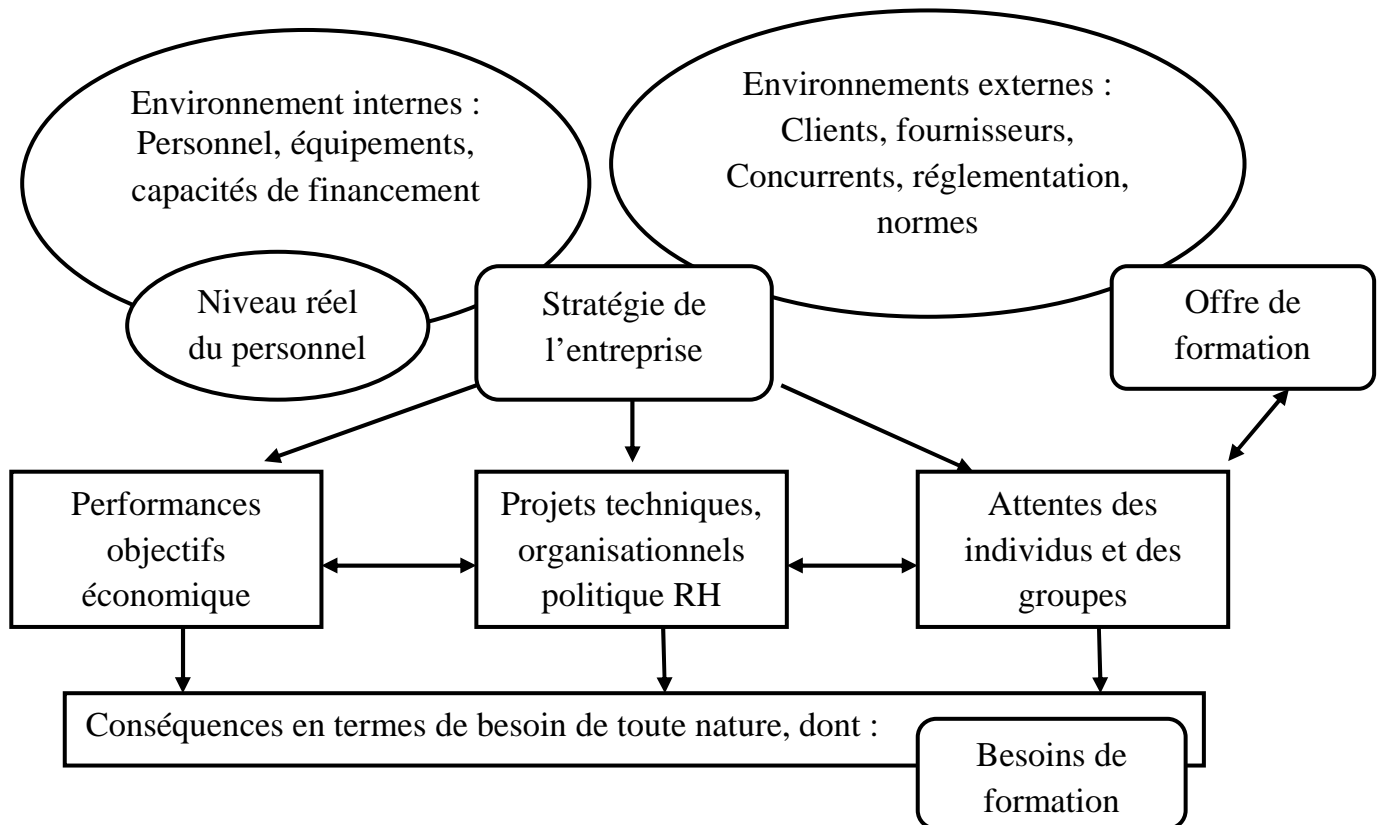 Environnement internes :
Personnel, équipements,
capacités de financement
Environnements externes :
Clients, fournisseurs,
Concurrents, réglementation,
normes
Niveau réel
du personnel
Stratégie de
l’entreprise
Offre de
formation
Performances
objectifs
économique
Projets techniques,
organisationnels
politique RH
Attentes des
individus et des
groupes
Conséquences en termes de besoin de toute nature, dont :
Besoins de
formation